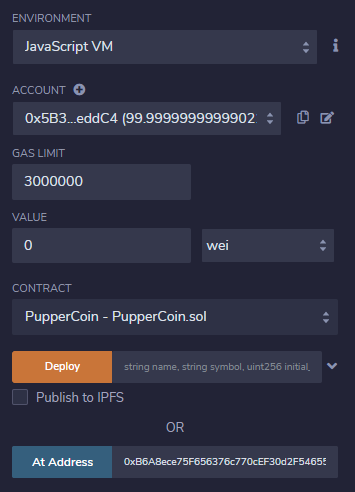 ENVIRONMENT
JavaScript VM
i
ACCOUNT
0x5B3...eddC4 (99.9999999999902
GAS LIMIT
3000000
VALUE
0 wei
CONTRACT
PupperCoin - PupperCoin.sol
Deploy string name, string symbol, uint256 initial,
Publish to IPFS
OR
At Address 0xB6A8ece75F656376c770cEF30d2F54655